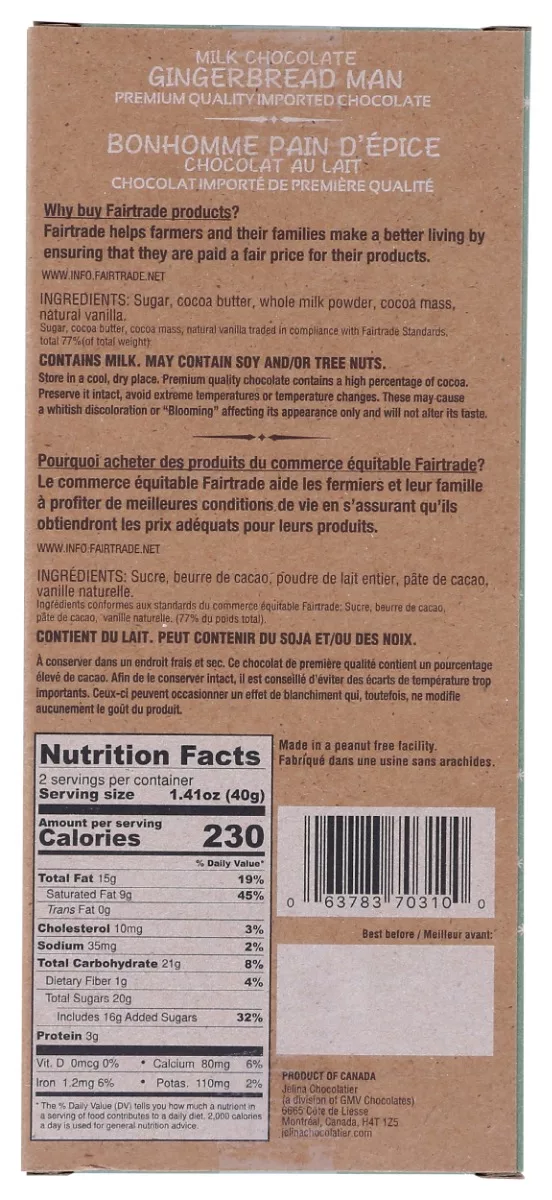 MILK CHOCOLATE
GINGERBREAD MAN
PREMIUM QUALITY IMPORTED CHOCOLATE
BONHOMME PAIN D'ÉPICE
CHOCOLAT AU LAIT
CHOCOLAT IMPORTÉ DE PREMIÈRE QUALITÉ
Why buy Fairtrade products?
Fairtrade helps farmers and their families make a better living by
ensuring that they are paid a fair price for their products.
WWW.INFO.FAIRTRADE.NET
INGREDIENTS: Sugar, cocoa butter, whole milk powder, cocoa mass,
natural vanilla.
Sugar, cocoa butter, cocoa mass, natural vanilla traded in compliance with Fairtrade Standards,
total 77% (of total weight).
CONTAINS MILK. MAY CONTAIN SOY AND/OR TREE NUTS.
Store in a cool, dry place. Premium quality chocolate contains a high percentage of cocoa.
Preserve it intact, avoid extreme temperatures or temperature changes. These may cause
a whitish discoloration or "Blooming" affecting its appearance only and will not alter its taste.
Pourquoi acheter des produits du commerce équitable Fairtrade?
Le commerce équitable Fairtrade aide les fermiers et leur famille
à profiter de meilleures conditions de vie en s'assurant qu'ils
obtiendront les prix adéquats pour leurs produits.
WWW.INFO.FAIRTRADE.NET
INGRÉDIENTS: Sucre, beurre de cacao, poudre de lait entier, pâte de cacao,
vanille naturelle.
Ingrédients conformes aux standards du commerce équitable Fairtrade: Sucre, beurre de cacao,
pâte de cacao, vanille naturelle. (77% du poids total).
CONTIENT DU LAIT. PEUT CONTENIR DU SOJA ET/OU DES NOIX.
À conserver dans un endroit frais et sec. Ce chocolat de première qualité contient un pourcentage
élevé de cacao. Afin de le conserver intact, il est conseillé d'éviter des écarts de température trop
importants. Ceux-ci peuvent occasionner un effet de blanchiment qui, toutefois, ne modifie
aucunement le goût du produit.
Nutrition Facts
2 servings per container
Serving size 1.41oz (40g)
Amount per serving
Calories 230
% Daily Value*
Total Fat 15g 19%
Saturated Fat 9g 45%
Trans Fat 0g
Cholesterol 10mg 3%
Sodium 35mg 2%
Total Carbohydrate 21g 8%
Dietary Fiber 1g 4%
Total Sugars 20g
Includes 16g Added Sugars 32%
Protein 3g
Vit. D 0mcg 0% • Calcium 80mg 6%
Iron 1.2mg 6% • Potas. 110mg 2%
*The % Daily Value (DV) tells you how much a nutrient in
a serving of food contributes to a daily diet. 2,000 calories
a day is used for general nutrition advice.
Made in a peanut free facility.
Fabriqué dans une usine sans arachides.
0 63783 70310 0
Best before / Meilleur avant:
PRODUCT OF CANADA
Jelina Chocolatier
(a division of GMV Chocolates)
6665 Côte de Liesse
Montréal, Canada, H4T 1Z5
jelinachocolatier.com